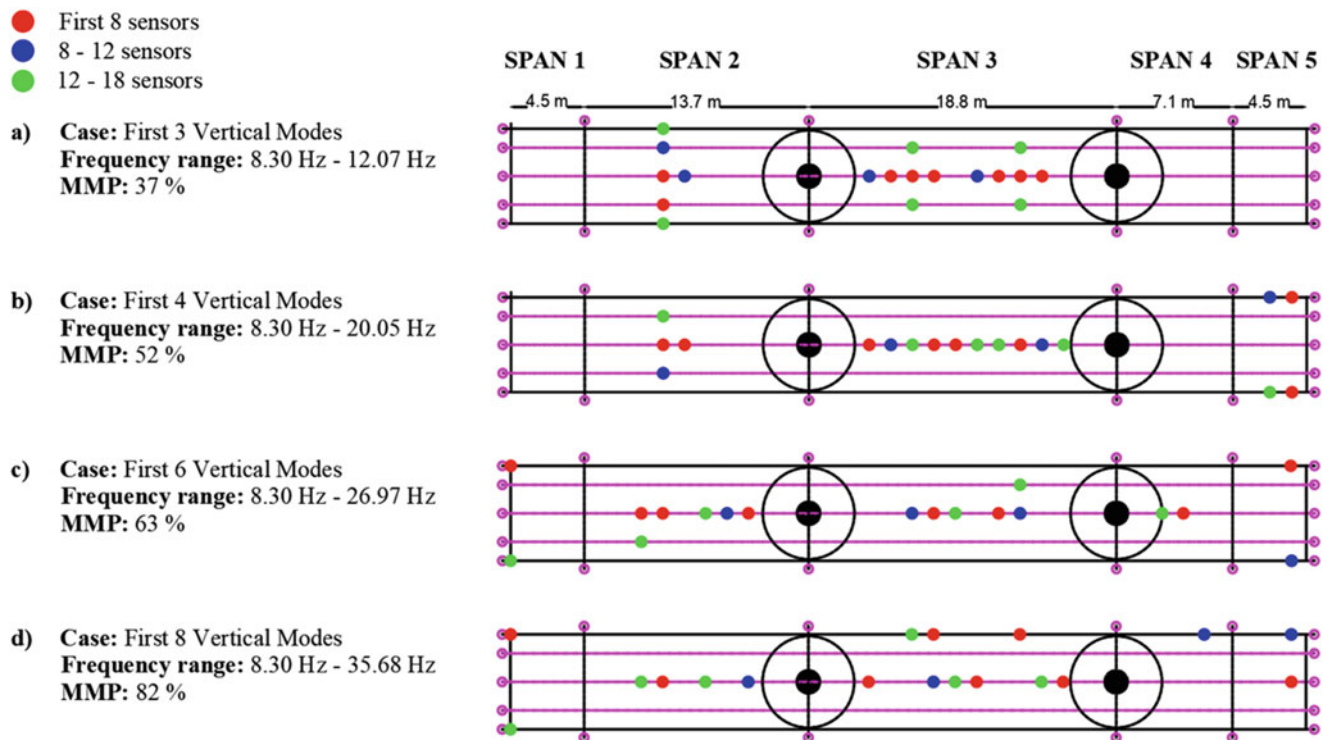 First 8 sensors
8 - 12 sensors
12 - 18 sensors
SPAN 1 SPAN 2 SPAN 3 SPAN 4 SPAN 5
4.5 m 13.7 m 18.8 m 7.1 m 4.5 m
a) Case: First 3 Vertical Modes
Frequency range: 8.30 Hz - 12.07 Hz
MMP: 37 %
b) Case: First 4 Vertical Modes
Frequency range: 8.30 Hz - 20.05 Hz
MMP: 52 %
c) Case: First 6 Vertical Modes
Frequency range: 8.30 Hz - 26.97 Hz
MMP: 63 %
d) Case: First 8 Vertical Modes
Frequency range: 8.30 Hz - 35.68 Hz
MMP: 82 %